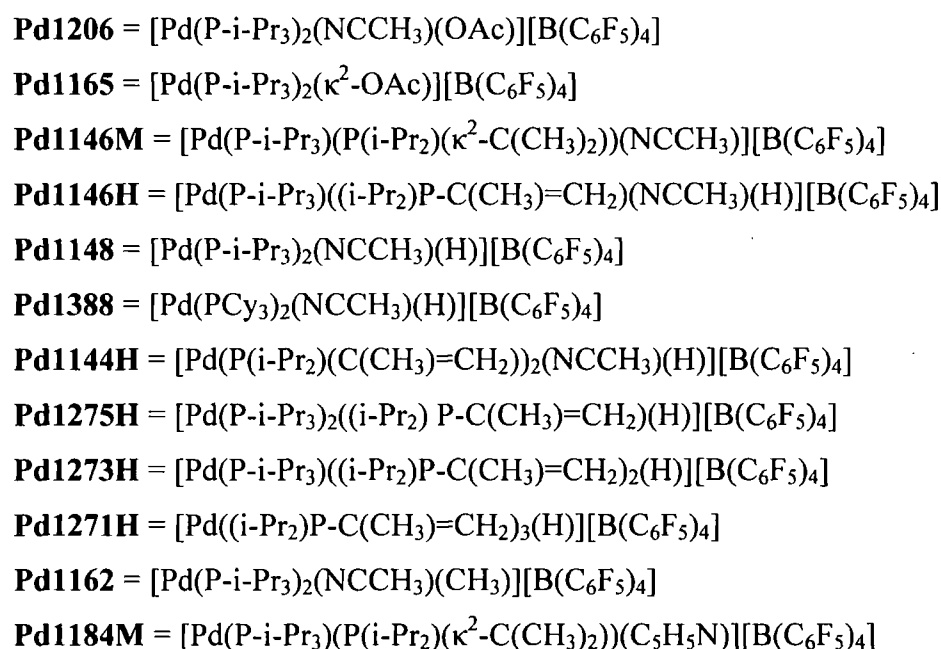 Pd1206 = [Pd(P-i-Pr₃)₂(NCCH₃)(OAc)][B(C₆F₅)₄]
Pd1165 = [Pd(P-i-Pr₃)₂(κ²-OAc)][B(C₆F₅)₄]
Pd1146M = [Pd(P-i-Pr₃)(P(i-Pr₂)(κ²-C(CH₃)₂))(NCCH₃)][B(C₆F₅)₄]
Pd1146H = [Pd(P-i-Pr₃)((i-Pr₂)P-C(CH₃)=CH₂)(NCCH₃)(H)][B(C₆F₅)₄]
Pd1148 = [Pd(P-i-Pr₃)₂(NCCH₃)(H)][B(C₆F₅)₄]
Pd1388 = [Pd(PCy₃)₂(NCCH₃)(H)][B(C₆F₅)₄]
Pd1144H = [Pd(P(i-Pr₂)(C(CH₃)=CH₂))₂(NCCH₃)(H)][B(C₆F₅)₄]
Pd1275H = [Pd(P-i-Pr₃)₂((i-Pr₂) P-C(CH₃)=CH₂)(H)][B(C₆F₅)₄]
Pd1273H = [Pd(P-i-Pr₃)((i-Pr₂)P-C(CH₃)=CH₂)₂(H)][B(C₆F₅)₄]
Pd1271H = [Pd((i-Pr₂)P-C(CH₃)=CH₂)₃(H)][B(C₆F₅)₄]
Pd1162 = [Pd(P-i-Pr₃)₂(NCCH₃)(CH₃)][B(C₆F₅)₄]
Pd1184M = [Pd(P-i-Pr₃)(P(i-Pr₂)(κ²-C(CH₃)₂))(C₅H₅N)][B(C₆F₅)₄]